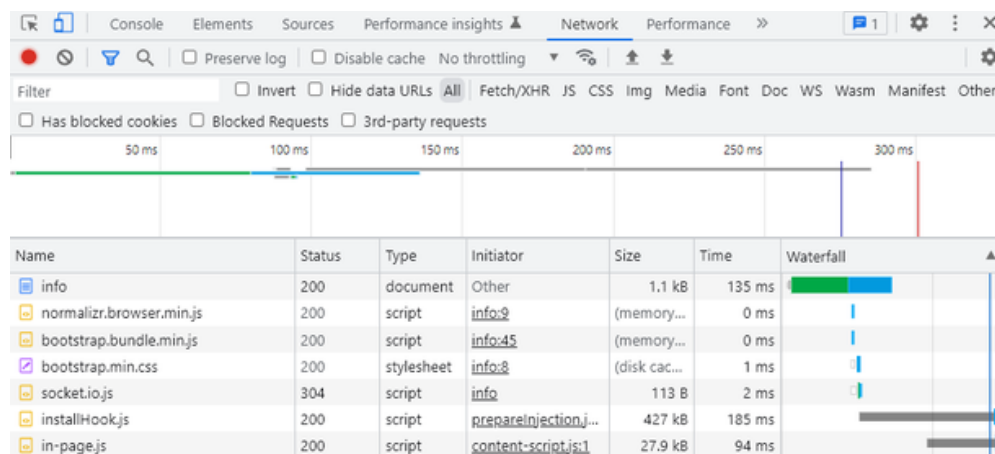 Console Elements Sources Performance insights Network Performance » 1
Preserve log Disable cache No throttling
Filter Invert Hide data URLs All Fetch/XHR JS CSS Img Media Font Doc WS Wasm Manifest Other
Has blocked cookies Blocked Requests 3rd-party requests
50 ms 100 ms 150 ms 200 ms 250 ms 300 ms
Name Status Type Initiator Size Time Waterfall
info 200 document Other 1.1 kB 135 ms
normalizr.browser.min.js 200 script info:9 (memory... 0 ms
bootstrap.bundle.min.js 200 script info:45 (memory... 0 ms
bootstrap.min.css 200 stylesheet info:8 (disk cac... 1 ms
socket.io.js 304 script info 113 B 2 ms
installHook.js 200 script prepareInjection.j... 427 kB 185 ms
in-page.js 200 script content-script.js:1 27.9 kB 94 ms